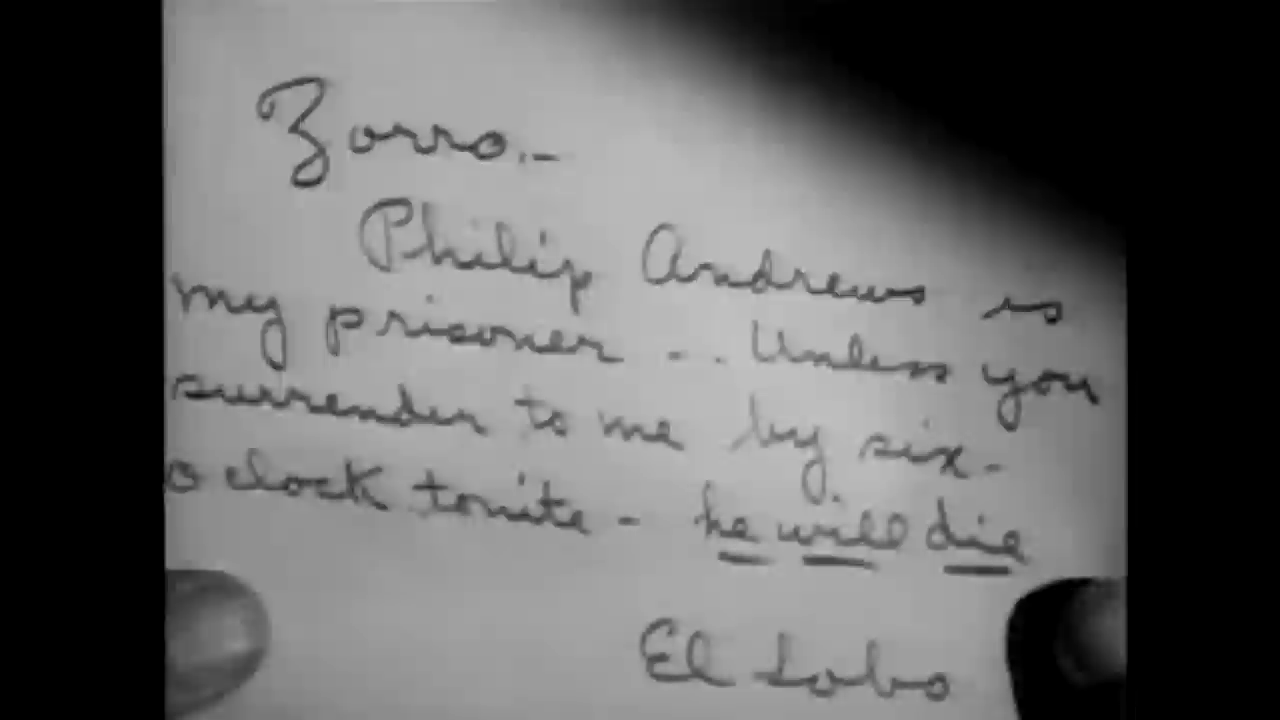 Zorro.-
Philip Andrews is
my prisoner ... Unless you
surrender to me by six-
o clock tonite - he will die
El Lobo